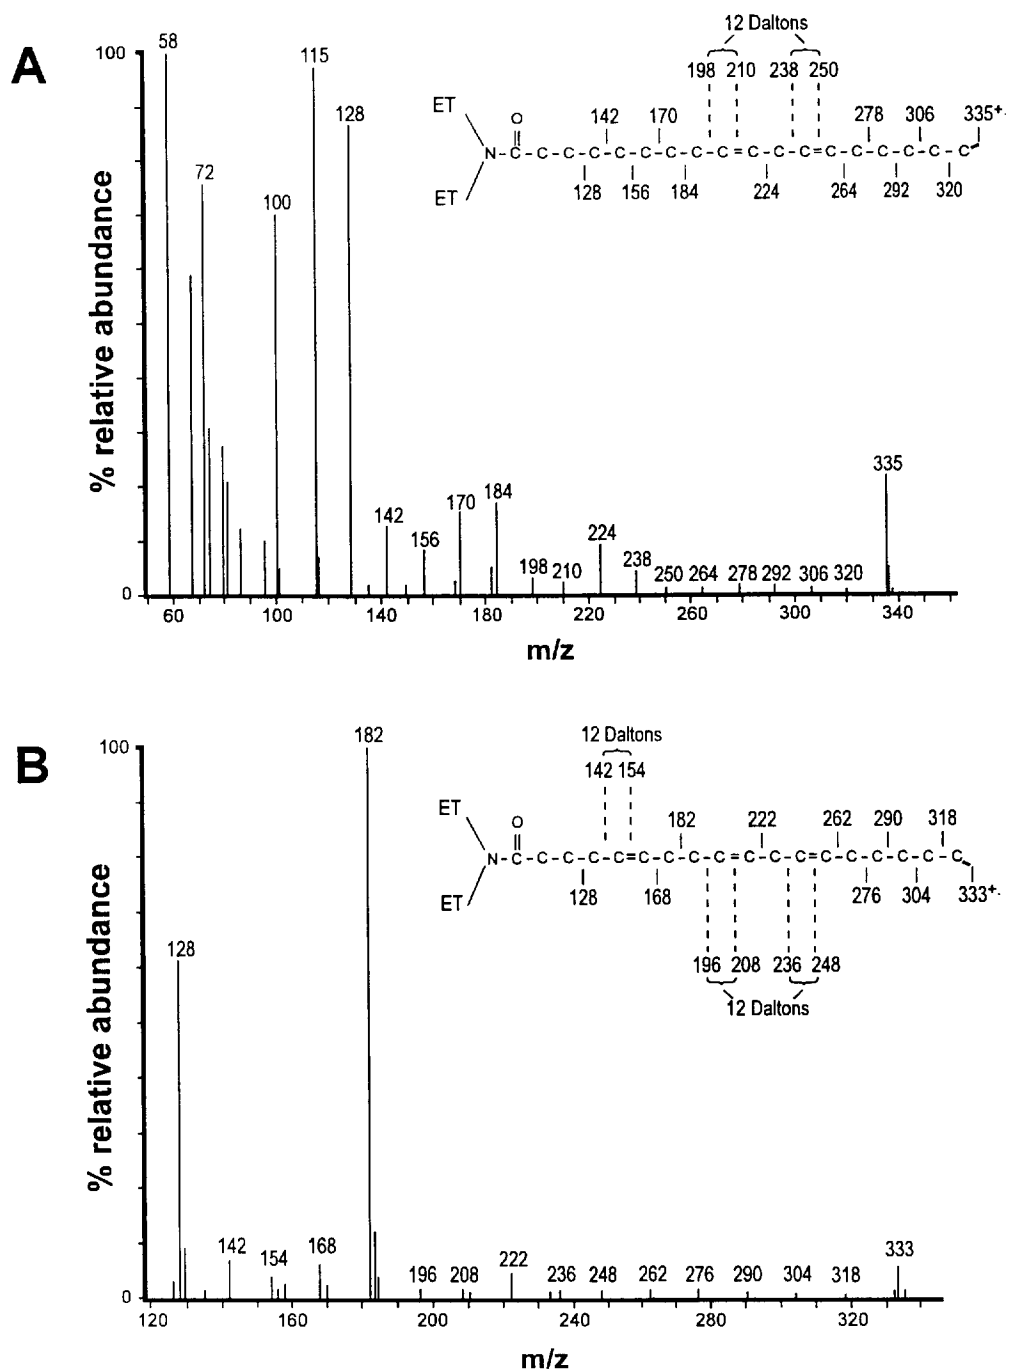 A
100
58
115
128
72
100
142
156
170
184
198
210
224
238
250
264
278
292
306
320
335
0
60
100
140
180
220
260
300
340
% relative abundance
m/z
12 Daltons
198 210 238 250
ET
O
142 170 278 306 335+.
N-C-C-C-C-C-C-C-C-C=C-C-C=C-C-C-C-C-C
ET
128 156 184 224 264 292 320
B
100
182
128
142
154
168
196
208
222
236
248
262
276
290
304
318
333
0
120
160
200
240
280
320
% relative abundance
m/z
12 Daltons
142 154
ET
O
182 222 262 290 318
N-C-C-C-C-C=C-C-C-C=C-C-C=C-C-C-C-C-C
ET
128 168 276 304 333+.
196 208 236 248
12 Daltons